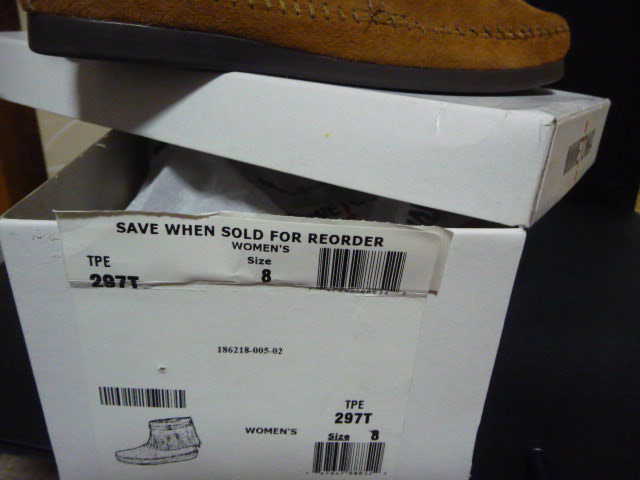 SAVE WHEN SOLD FOR REORDER
WOMEN'S
TPE Size
297T 8
186218-005-02
TPE
297T
WOMEN'S Size 8